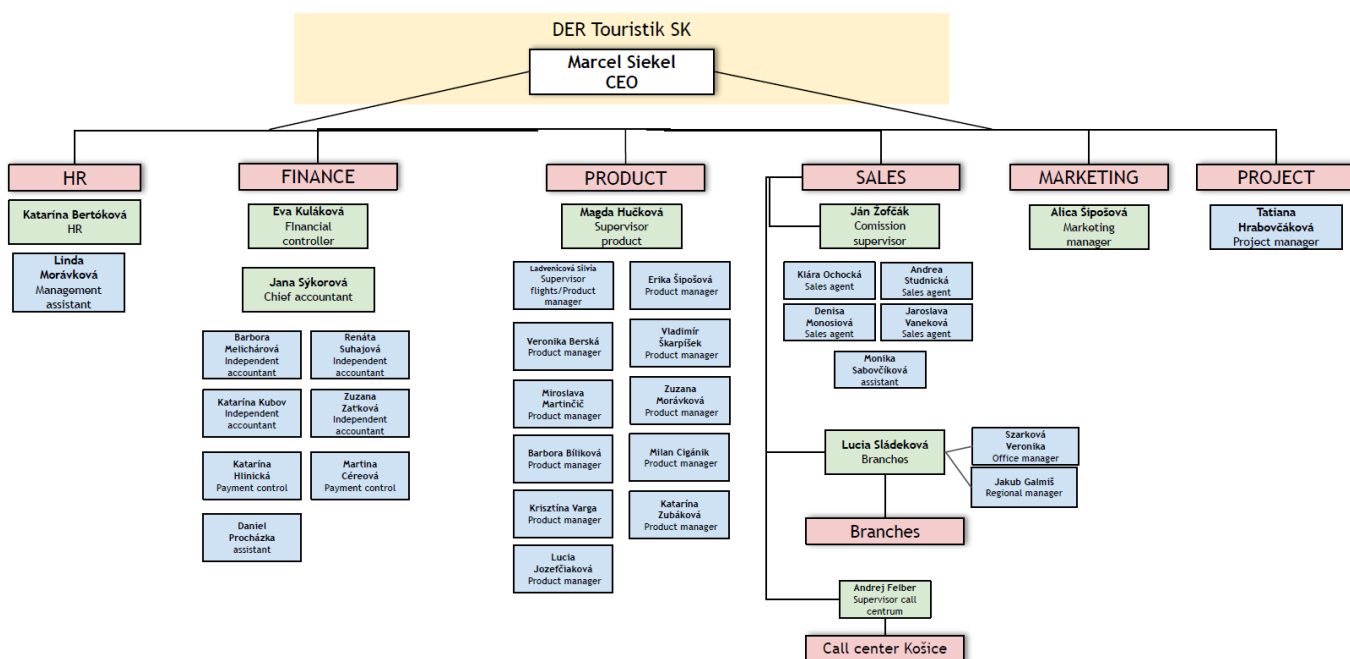 DER Touristik SK
Marcel Siekel
CEO
HR
Katarína Bertóková
HR
Linda
Morávková
Management
assistant
FINANCE
Eva Kuláková
Financial
controller
Jana Sýkorová
Chief accountant
Barbora
Melichárová
Independent
accountant
Renáta
Suhajová
Independent
accountant
Katarína Kubov
Independent
accountant
Zuzana
Zaťková
Independent
accountant
Katarína
Hlinická
Payment control
Martina
Céreová
Payment control
Daniel
Procházka
assistant
PRODUCT
Magda Hučková
Supervisor
product
Ladvenicová Silvia
Supervisor
flights/Product
manager
Erika Šipošová
Product manager
Veronika Berská
Product manager
Vladimír
Škarpíšek
Product manager
Miroslava
Martinčič
Product manager
Zuzana
Morávková
Product manager
Barbora Bíliková
Product manager
Milan Cigánik
Product manager
Krisztína Varga
Product manager
Katarína
Zubáková
Product manager
Lucia
Jozefčiaková
Product manager
SALES
Ján Žofčák
Comission
supervisor
Klára Ochocká
Sales agent
Andrea
Studnická
Sales agent
Denisa
Monosiová
Sales agent
Jaroslava
Vaneková
Sales agent
Monika
Sabovčíková
assistant
Lucia Sládeková
Branches
Szarková
Veronika
Office manager
Jakub Galmiš
Regional manager
Branches
Andrej Felber
Supervisor call
centrum
Call center Košice
MARKETING
Alica Šipošová
Marketing
manager
PROJECT
Tatiana
Hrabovčáková
Project manager